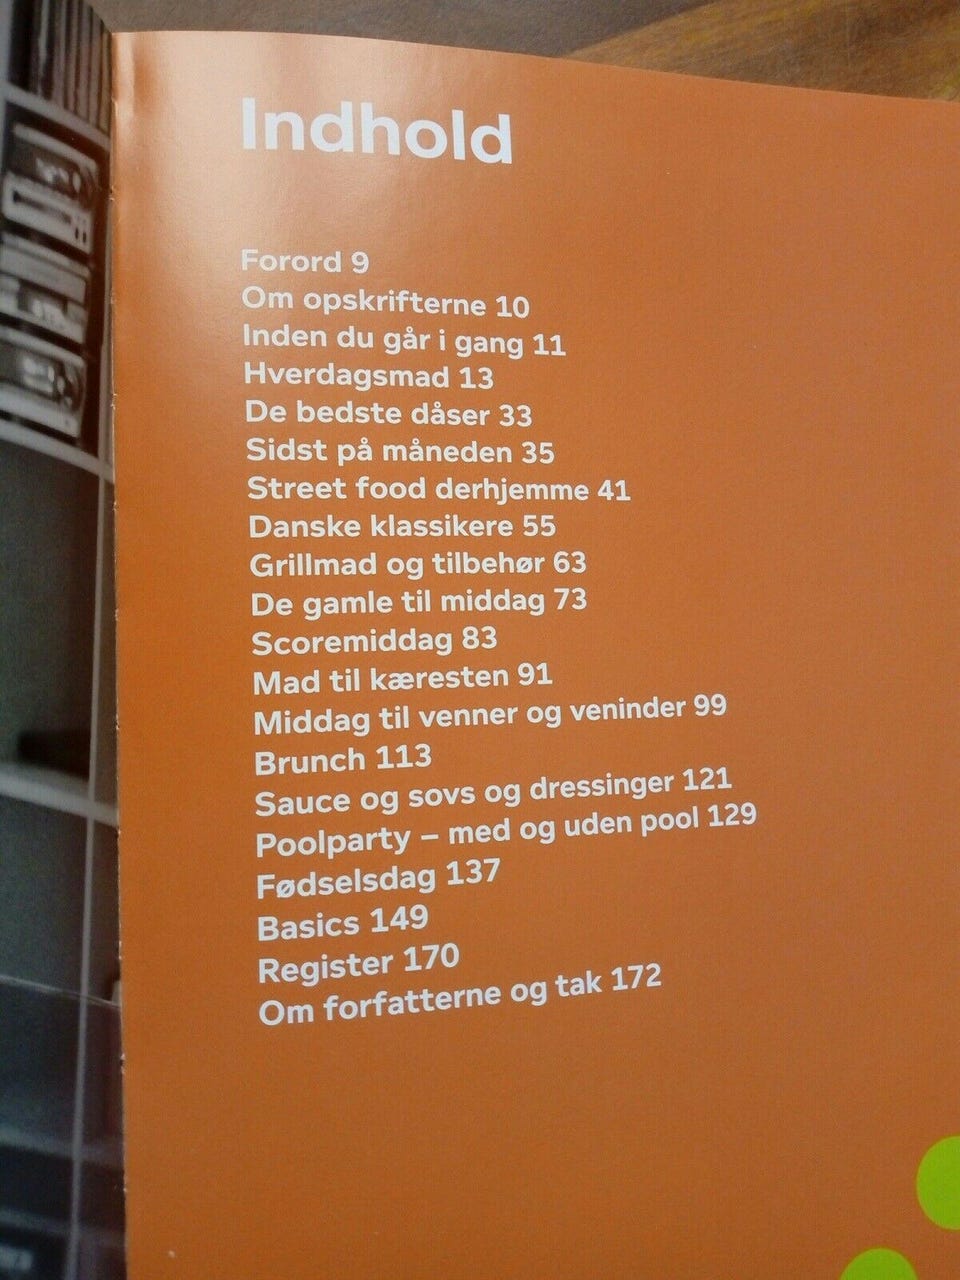 Indhold
Forord 9
Om opskrifterne 10
Inden du går i gang 11
Hverdagsmad 13
De bedste dåser 33
Sidst på måneden 35
Street food derhjemme 41
Danske klassikere 55
Grillmad og tilbehør 63
De gamle til middag 73
Scoremiddag 83
Mad til kæresten 91
Middag til venner og veninder 99
Brunch 113
Sauce og sovs og dressinger 121
Poolparty – med og uden pool 129
Fødselsdag 137
Basics 149
Register 170
Om forfatterne og tak 172